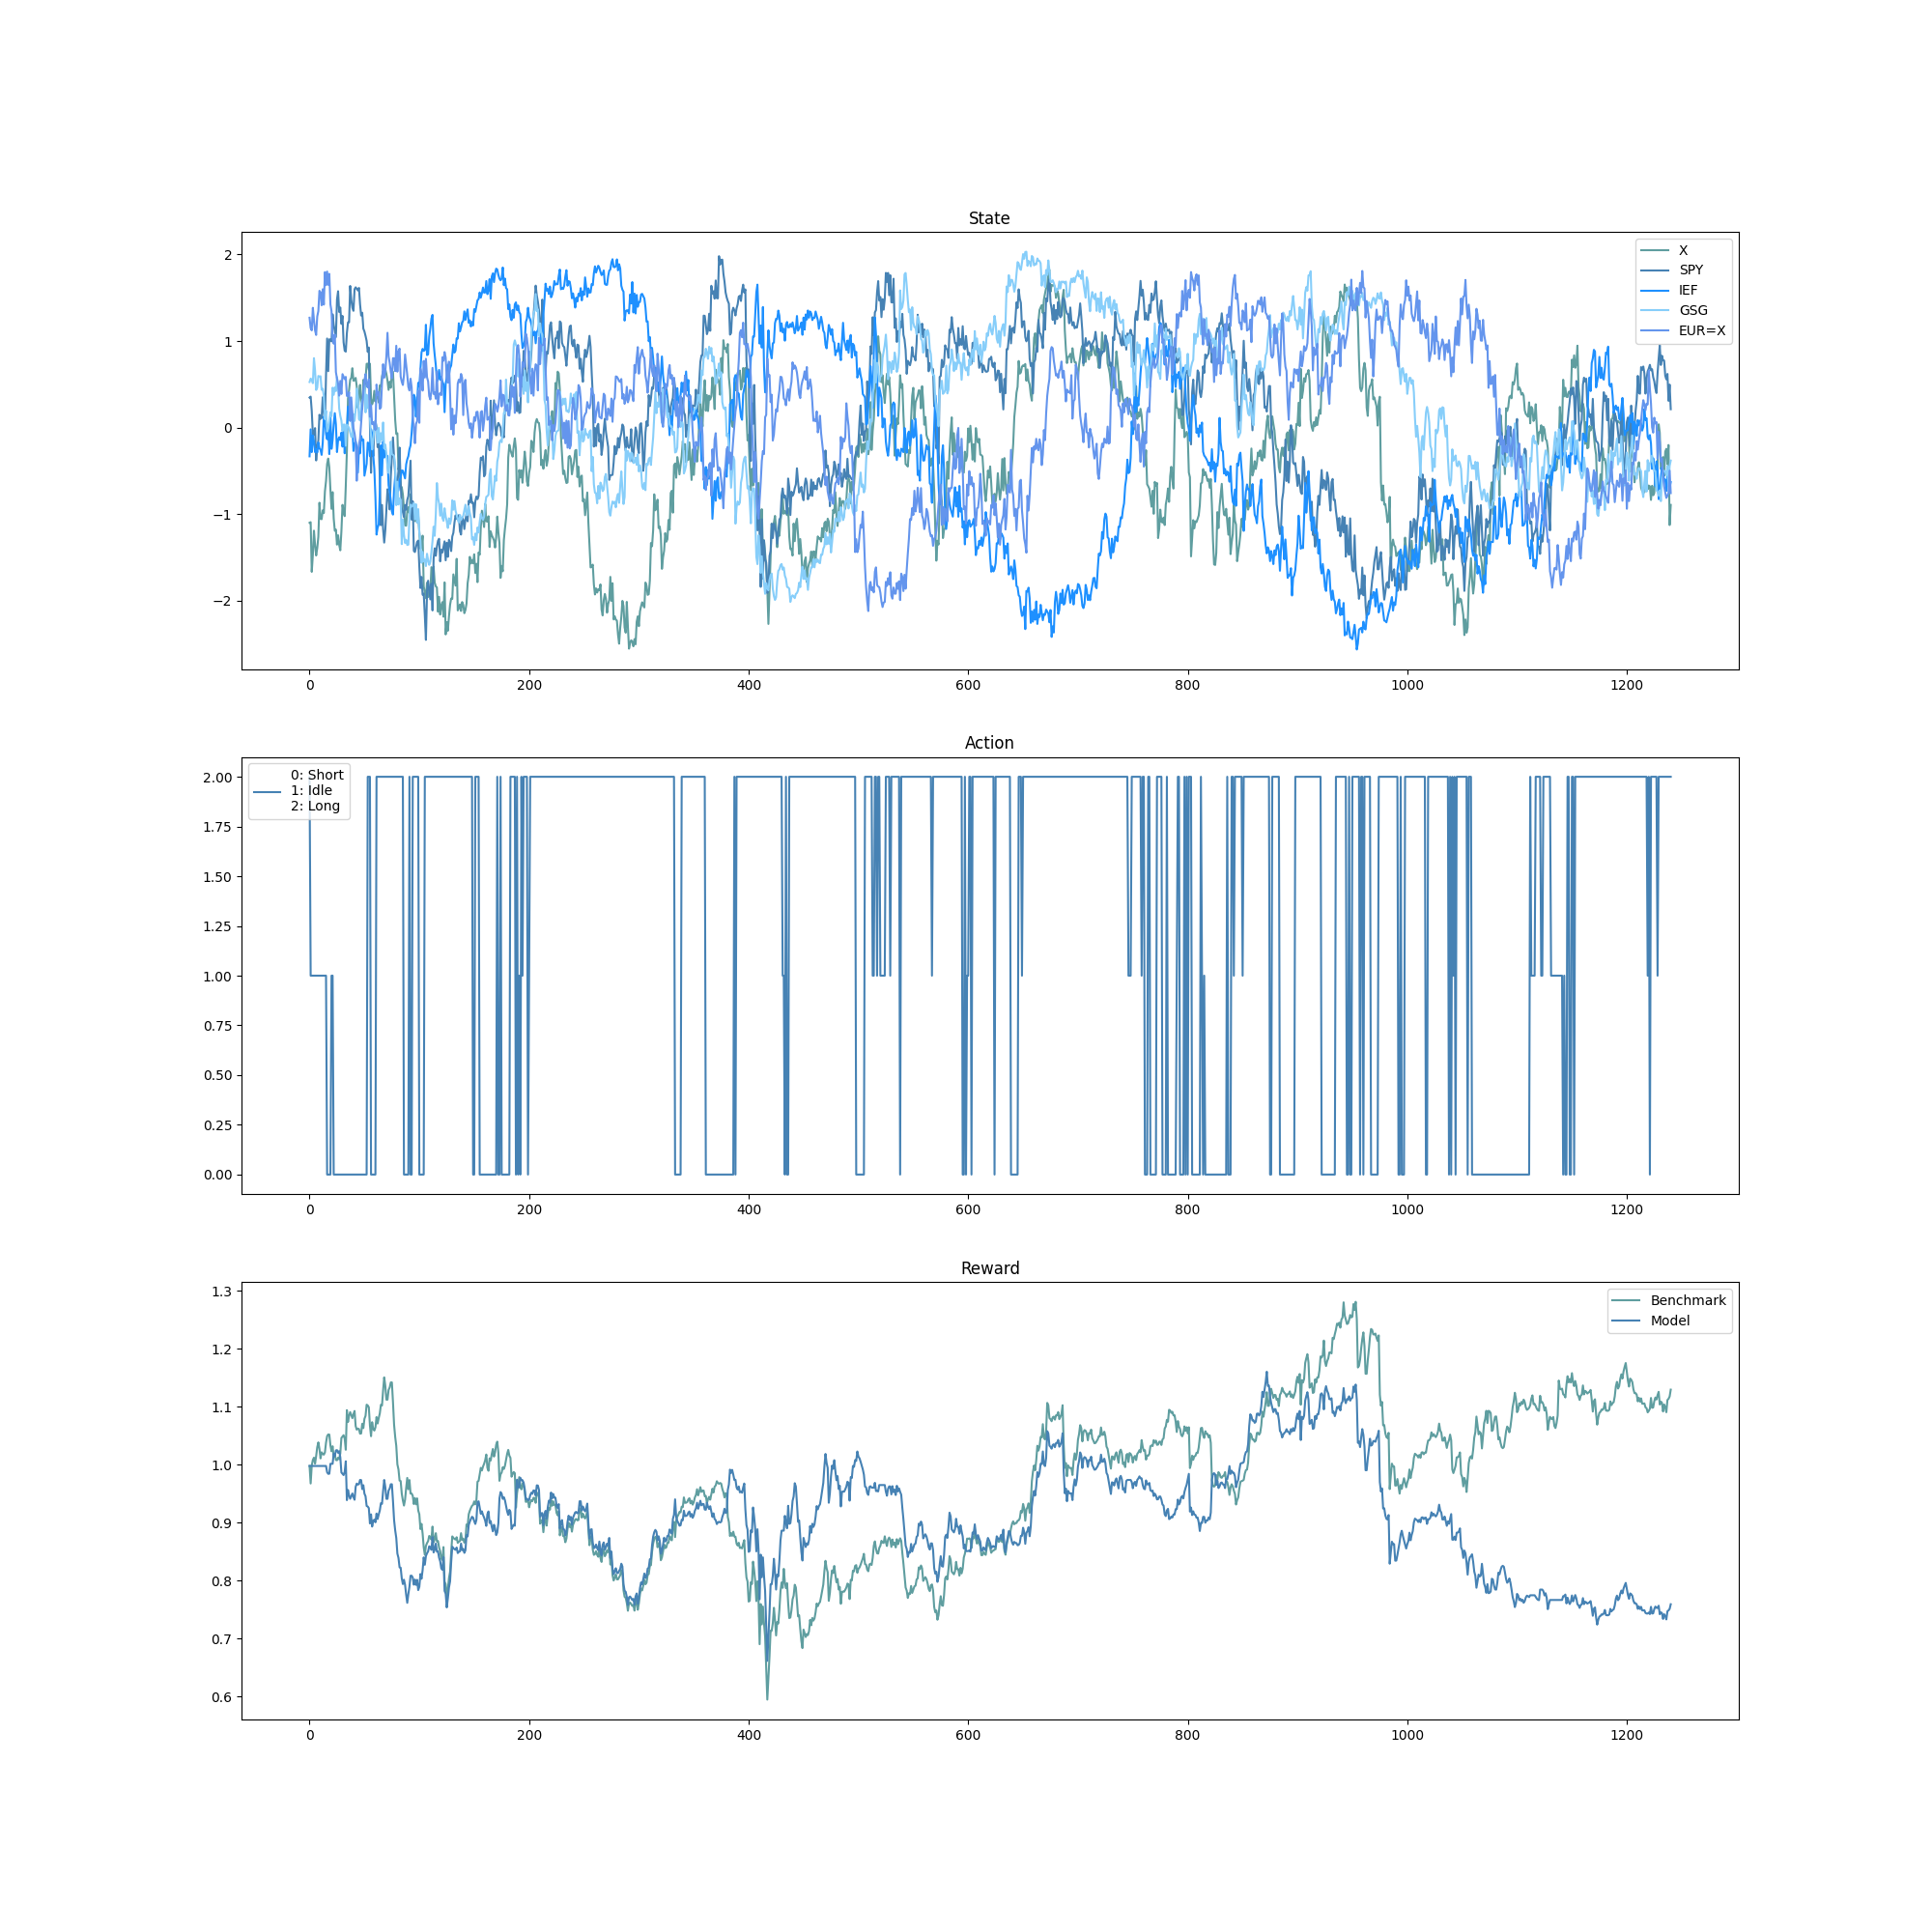 State
2
1
0
−1
−2
X
SPY
IEF
GSG
EUR=X
0 200 400 600 800 1000 1200
Action
2.00
1.75
1.50
1.25
1.00
0.75
0.50
0.25
0.00
0: Short
1: Idle
2: Long
0 200 400 600 800 1000 1200
Reward
1.3
1.2
1.1
1.0
0.9
0.8
0.7
0.6
Benchmark
Model
0 200 400 600 800 1000 1200